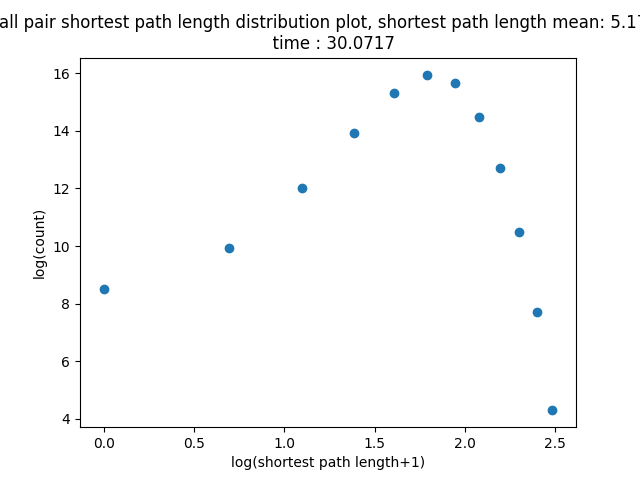 all pair shortest path length distribution plot, shortest path length mean: 5.1
time : 30.0717
16
14
12
10
8
6
4
log(count)
0.0 0.5 1.0 1.5 2.0 2.5
log(shortest path length+1)